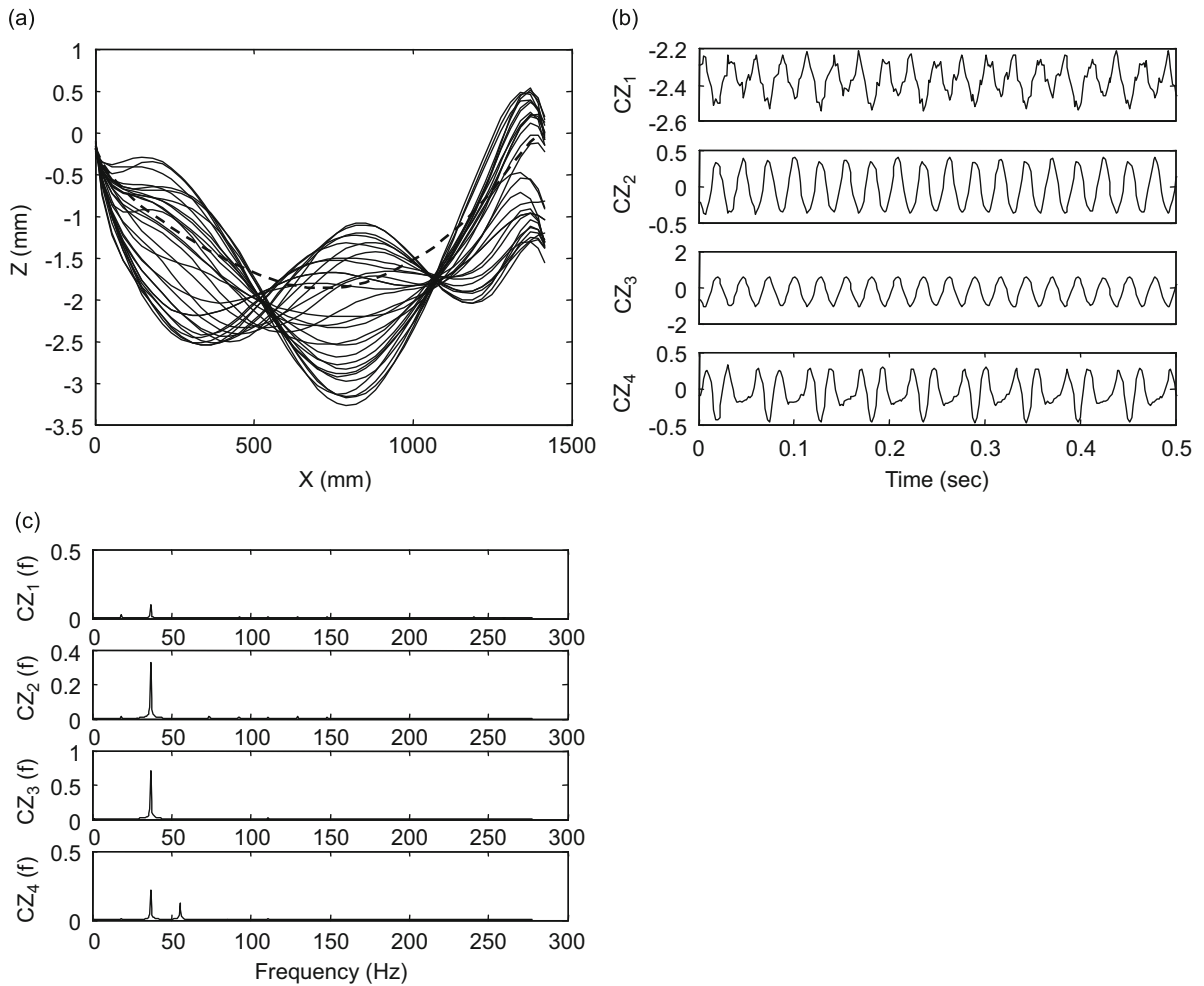 (a)
1
0.5
0
-0.5
-1
-1.5
-2
-2.5
-3
-3.5
Z (mm)
0 500 1000 1500
X (mm)
(b)
-2.2
-2.4
-2.6
CZ1
0.5
0
-0.5
CZ2
2
0
-2
CZ3
0.5
0
-0.5
CZ4
0 0.1 0.2 0.3 0.4 0.5
Time (sec)
(c)
0.5
0
CZ1 (f)
0 50 100 150 200 250 300
0.4
0.2
0
CZ2 (f)
0 50 100 150 200 250 300
1
0.5
0
CZ3 (f)
0 50 100 150 200 250 300
0.5
0
CZ4 (f)
0 50 100 150 200 250 300
Frequency (Hz)